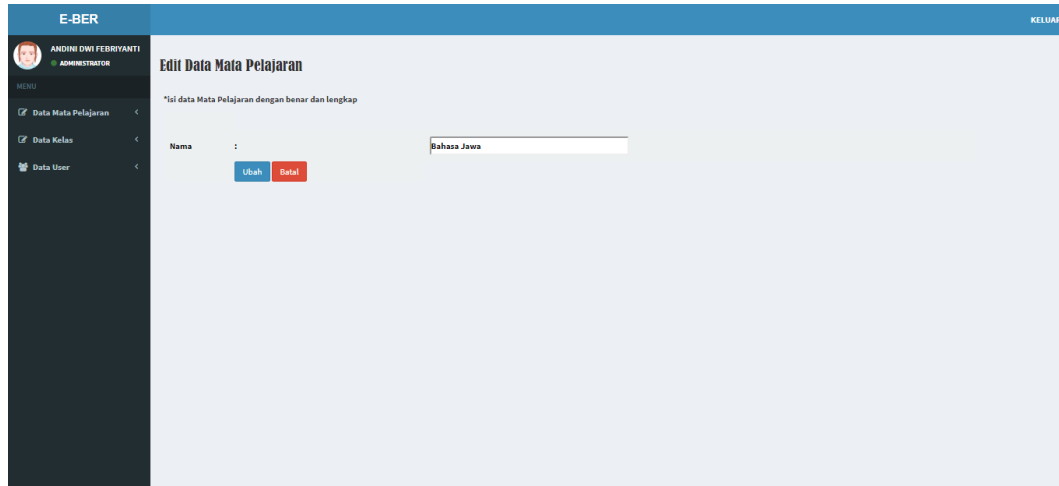 E-BER
KELUAR
ANDINI DWI FEBRIYANTI
ADMINISTRATOR
MENU
Data Mata Pelajaran
Data Kelas
Data User
Edit Data Mata Pelajaran
*isi data Mata Pelajaran dengan benar dan lengkap
Nama : Bahasa Jawa
Ubah Batal